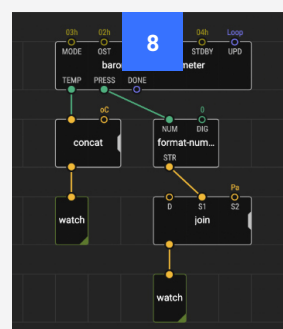 03h 02h 04h Loop
8
MODE OST STDBY UPD
baro meter
TEMP PRESS DONE
oC 0
NUM DIG
concat format-num...
STR
Pa
D S1 S2
watch join
watch